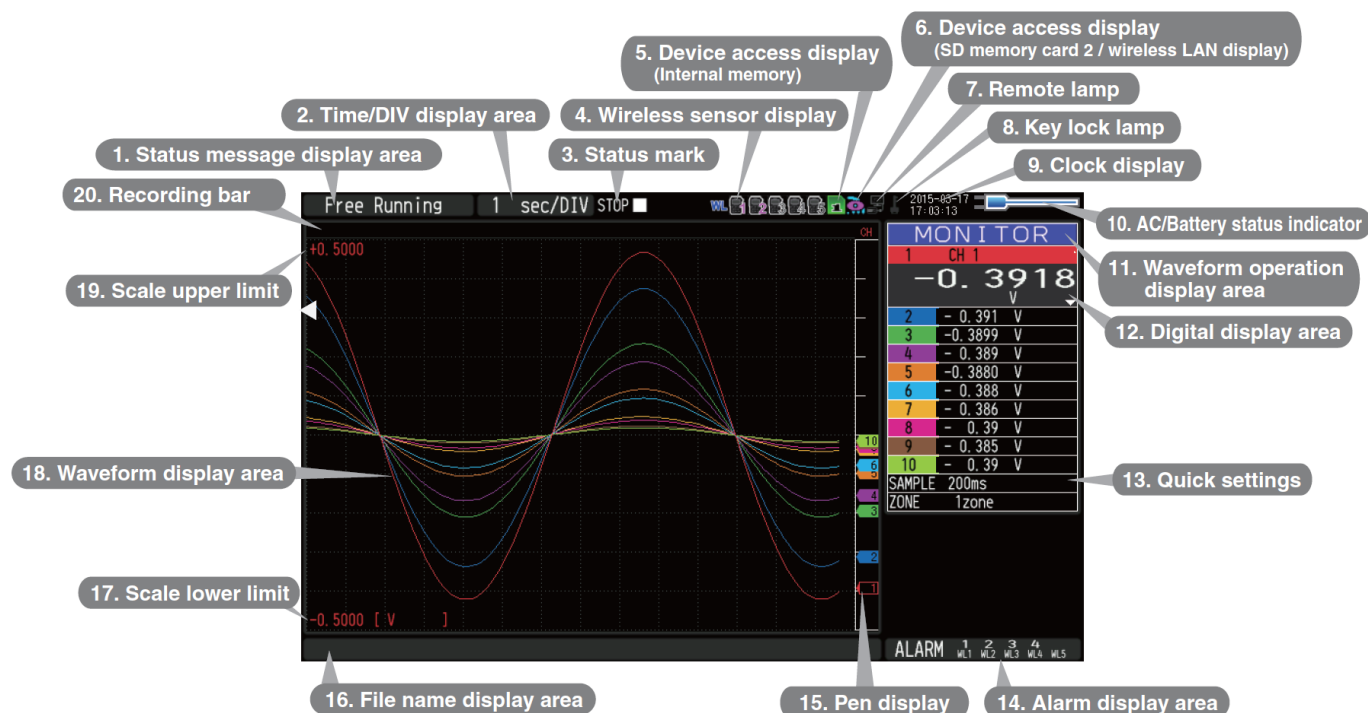 6. Device access display
(SD memory card 2 / wireless LAN display)
5. Device access display
(Internal memory)
7. Remote lamp
2. Time/DIV display area
4. Wireless sensor display
8. Key lock lamp
1. Status message display area
3. Status mark
9. Clock display
20. Recording bar
Free Running
1 sec/DIV
STOP
WL 1 2 3 4 5
1
2015-03-17
17:03:13
10. AC/Battery status indicator
CH
MONITOR
+0.5000
1 CH 1
-0.3918
V
11. Waveform operation
display area
19. Scale upper limit
12. Digital display area
2 - 0.391 V
3 -0.3899 V
4 - 0.389 V
5 -0.3880 V
6 - 0.388 V
7 - 0.386 V
8 - 0.39 V
9 - 0.385 V
10 - 0.39 V
SAMPLE 200ms
ZONE 1zone
13. Quick settings
10
6
5
4
3
2
1
18. Waveform display area
17. Scale lower limit
-0.5000 [ V ]
ALARM 1 2 3 4
WL1 WL2 WL3 WL4 WL5
16. File name display area
15. Pen display
14. Alarm display area